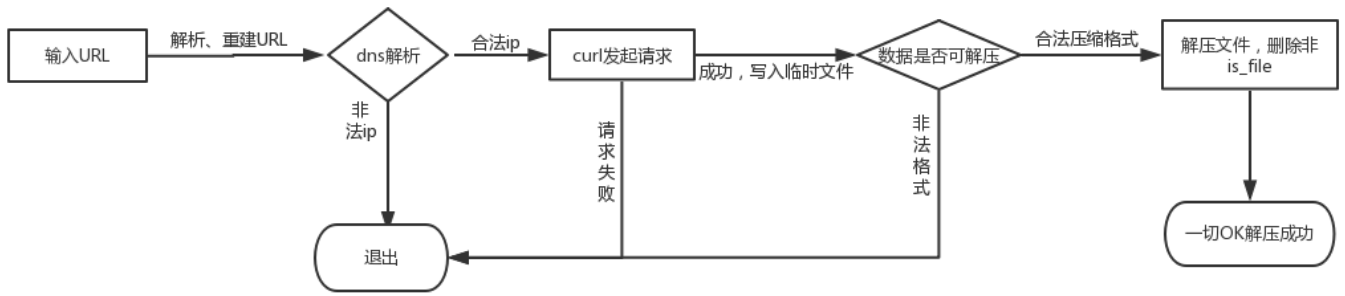 输入URL
解析、重建URL
dns解析
合法ip
curl发起请求
成功，写入临时文件
数据是否可解压
合法压缩格式
解压文件，删除非
is_file
非
法ip
请
求
失
败
非
法
格
式
退出
一切OK解压成功